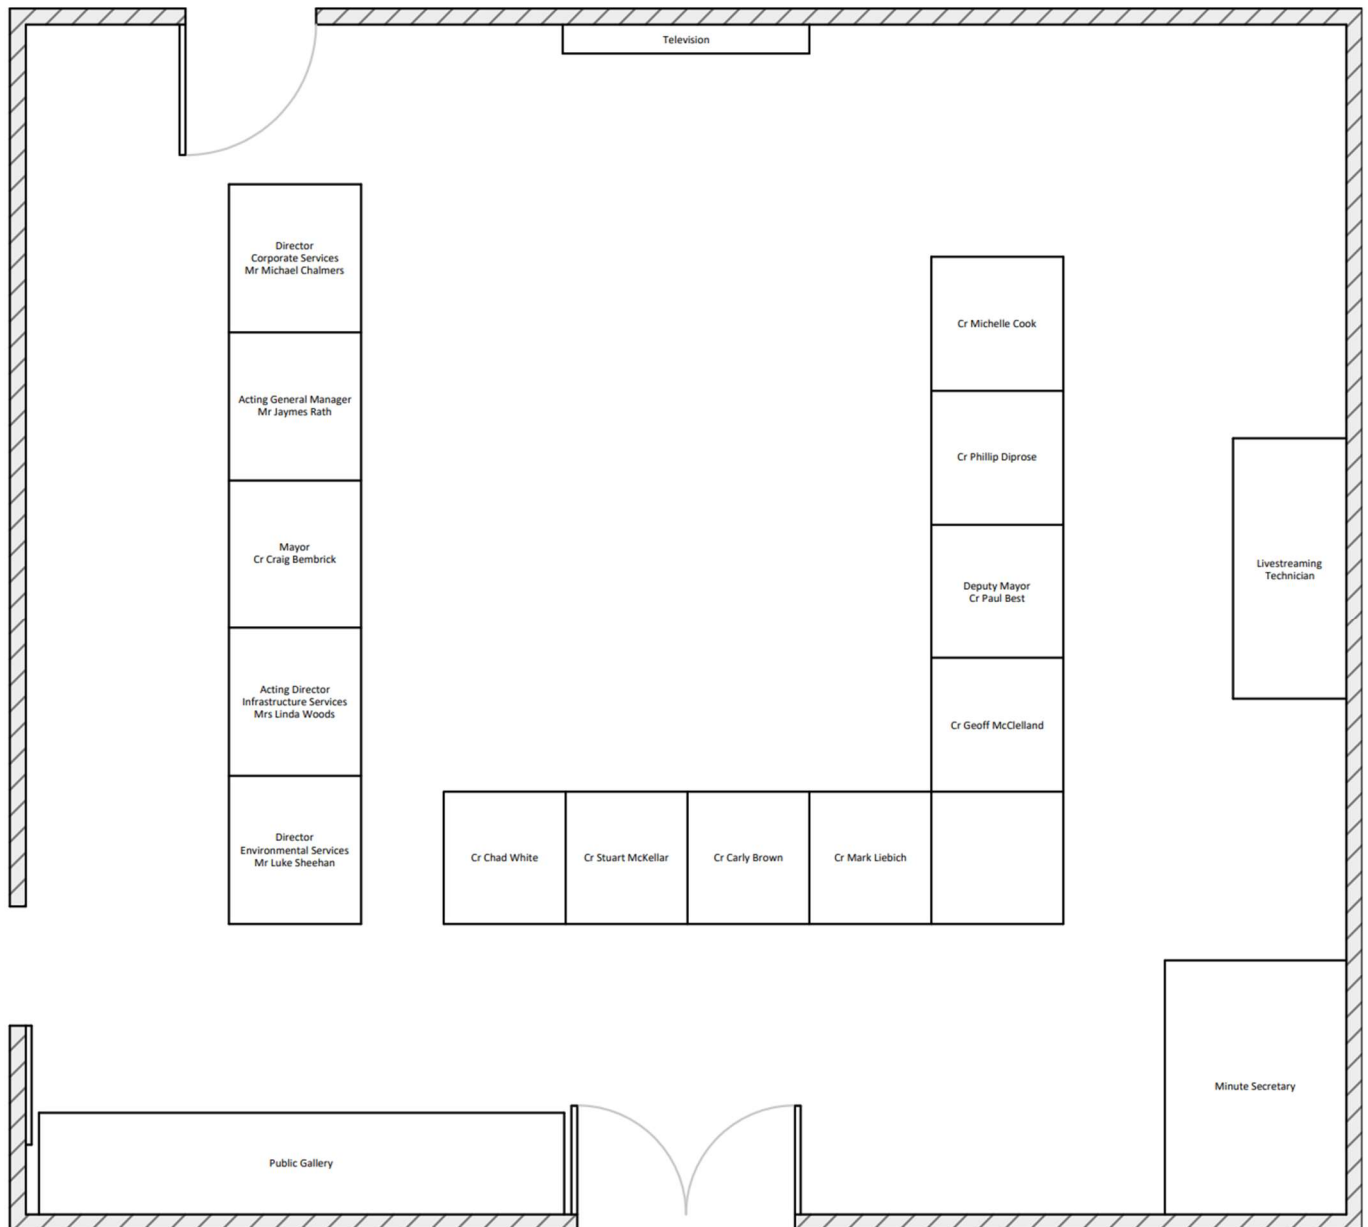 Television
Director
Corporate Services
Mr Michael Chalmers
Acting General Manager
Mr Jaymes Rath
Mayor
Cr Craig Bembrick
Acting Director
Infrastructure Services
Mrs Linda Woods
Director
Environmental Services
Mr Luke Sheehan
Cr Chad White
Cr Stuart McKellar
Cr Carly Brown
Cr Mark Liebich
Cr Michelle Cook
Cr Phillip Diprose
Deputy Mayor
Cr Paul Best
Cr Geoff McClelland
Livestreaming
Technician
Minute Secretary
Public Gallery